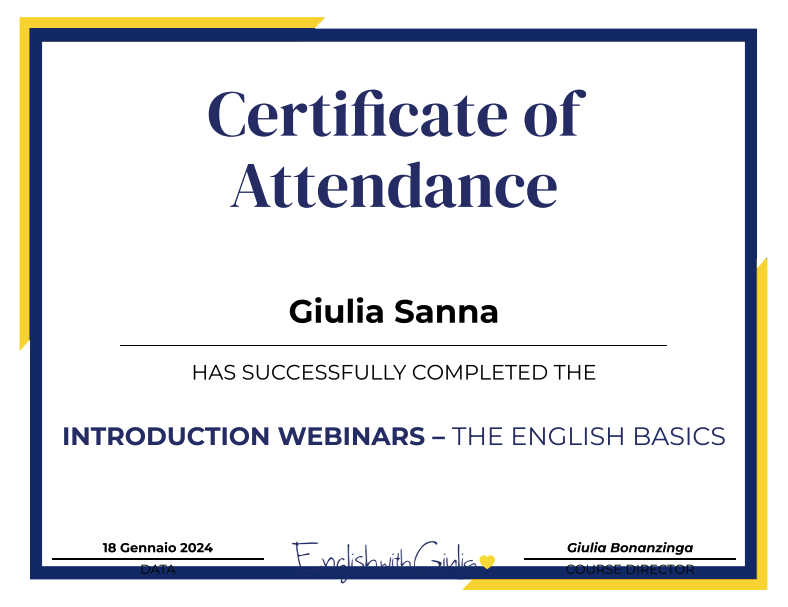 Certificate of
Attendance
Giulia Sanna
HAS SUCCESSFULLY COMPLETED THE
INTRODUCTION WEBINARS – THE ENGLISH BASICS
18 Gennaio 2024
DATA
EnglishwithGiulia
Giulia Bonanzinga
COURSE DIRECTOR